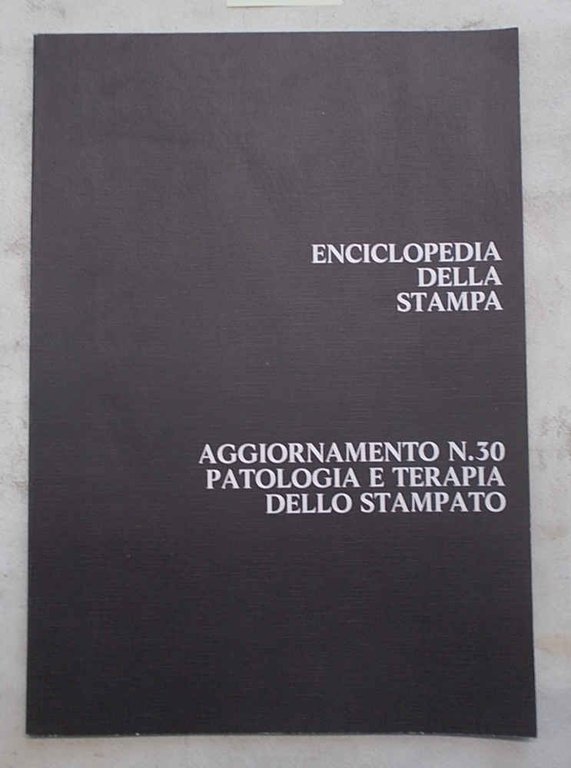 ENCICLOPEDIA
DELLA
STAMPA
AGGIORNAMENTO N.30
PATOLOGIA E TERAPIA
DELLO STAMPATO